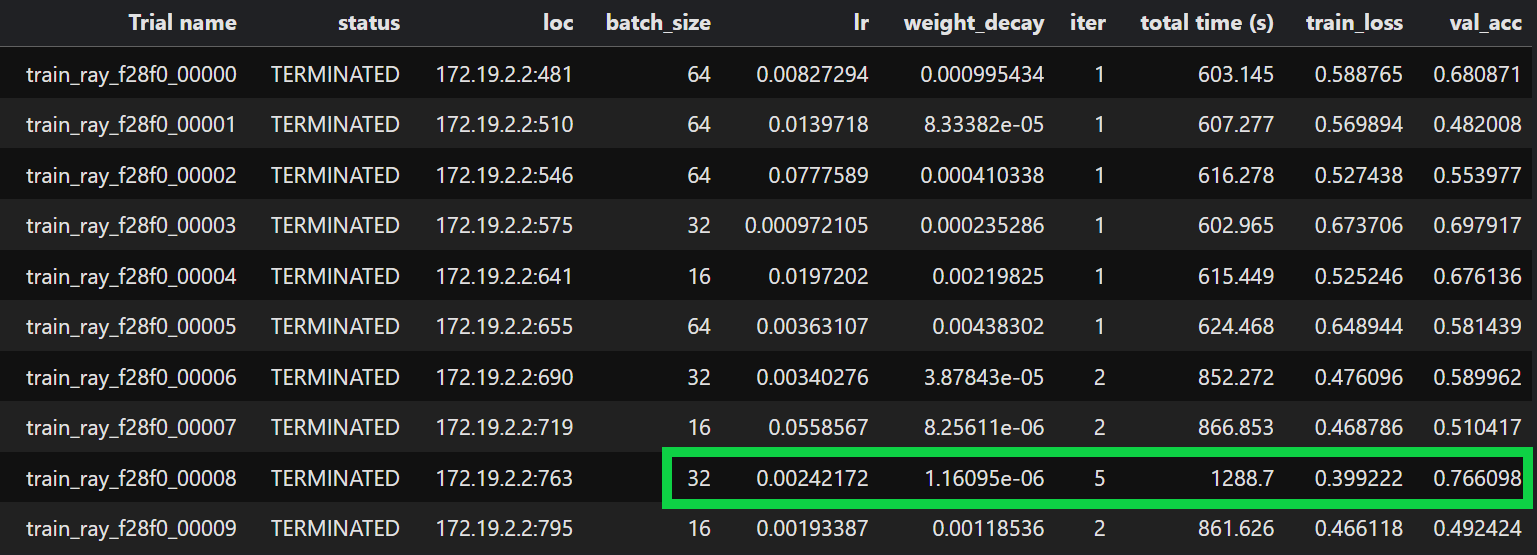 Trial name status loc batch_size lr weight_decay iter total time (s) train_loss val_acc
train_ray_f28f0_00000 TERMINATED 172.19.2.2:481 64 0.00827294 0.000995434 1 603.145 0.588765 0.680871
train_ray_f28f0_00001 TERMINATED 172.19.2.2:510 64 0.0139718 8.33382e-05 1 607.277 0.569894 0.482008
train_ray_f28f0_00002 TERMINATED 172.19.2.2:546 64 0.0777589 0.000410338 1 616.278 0.527438 0.553977
train_ray_f28f0_00003 TERMINATED 172.19.2.2:575 32 0.000972105 0.000235286 1 602.965 0.673706 0.697917
train_ray_f28f0_00004 TERMINATED 172.19.2.2:641 16 0.0197202 0.00219825 1 615.449 0.525246 0.676136
train_ray_f28f0_00005 TERMINATED 172.19.2.2:655 64 0.00363107 0.00438302 1 624.468 0.648944 0.581439
train_ray_f28f0_00006 TERMINATED 172.19.2.2:690 32 0.00340276 3.87843e-05 2 852.272 0.476096 0.589962
train_ray_f28f0_00007 TERMINATED 172.19.2.2:719 16 0.0558567 8.25611e-06 2 866.853 0.468786 0.510417
train_ray_f28f0_00008 TERMINATED 172.19.2.2:763 32 0.00242172 1.16095e-06 5 1288.7 0.399222 0.766098
train_ray_f28f0_00009 TERMINATED 172.19.2.2:795 16 0.00193387 0.00118536 2 861.626 0.466118 0.492424